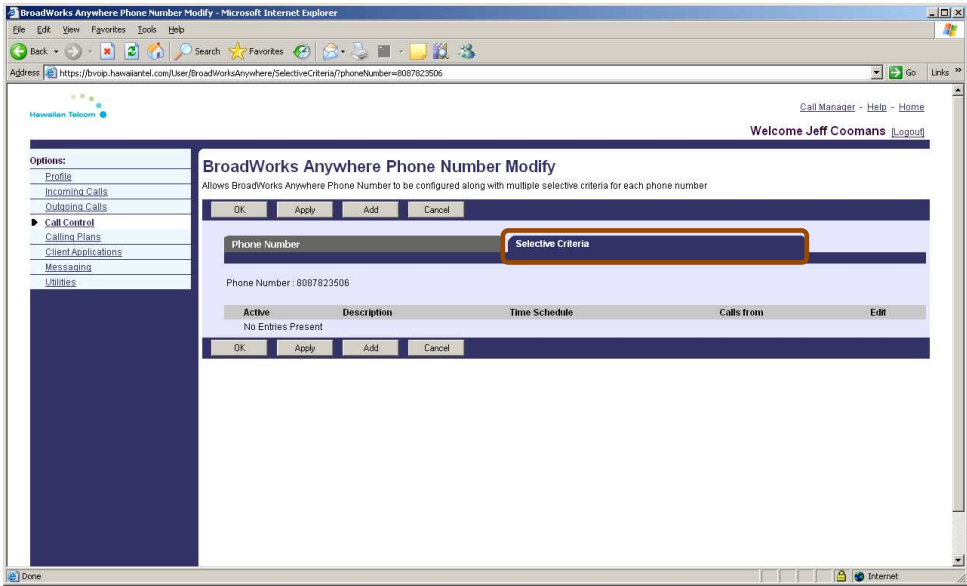 BroadWorks Anywhere Phone Number Modify - Microsoft Internet Explorer
File Edit View Favorites Tools Help
Back Search Favorites
Address https://bvoip.hawaiiantel.com/User/BroadWorksAnywhere/SelectiveCriteria/?phoneNumber=8087823506 Go Links »
Hawaiian Telcom
Call Manager - Help - Home
Welcome Jeff Coomans [Logout]
Options:
Profile
Incoming Calls
Outgoing Calls
Call Control
Calling Plans
Client Applications
Messaging
Utilities
BroadWorks Anywhere Phone Number Modify
Allows BroadWorks Anywhere Phone Number to be configured along with multiple selective criteria for each phone number
OK Apply Add Cancel
Phone Number Selective Criteria
Phone Number : 8087823506
Active Description Time Schedule Calls from Edit
No Entries Present
OK Apply Add Cancel
Done Internet